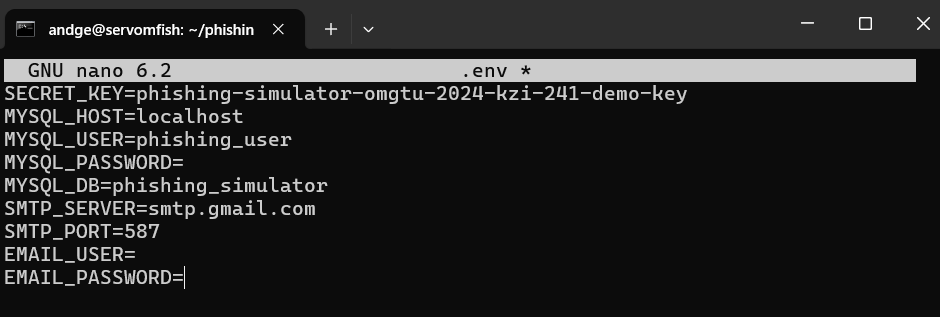 andge@servomfish: ~/phishin
GNU nano 6.2 .env *
SECRET_KEY=phishing-simulator-omgtu-2024-kzi-241-demo-key
MYSQL_HOST=localhost
MYSQL_USER=phishing_user
MYSQL_PASSWORD=
MYSQL_DB=phishing_simulator
SMTP_SERVER=smtp.gmail.com
SMTP_PORT=587
EMAIL_USER=
EMAIL_PASSWORD=